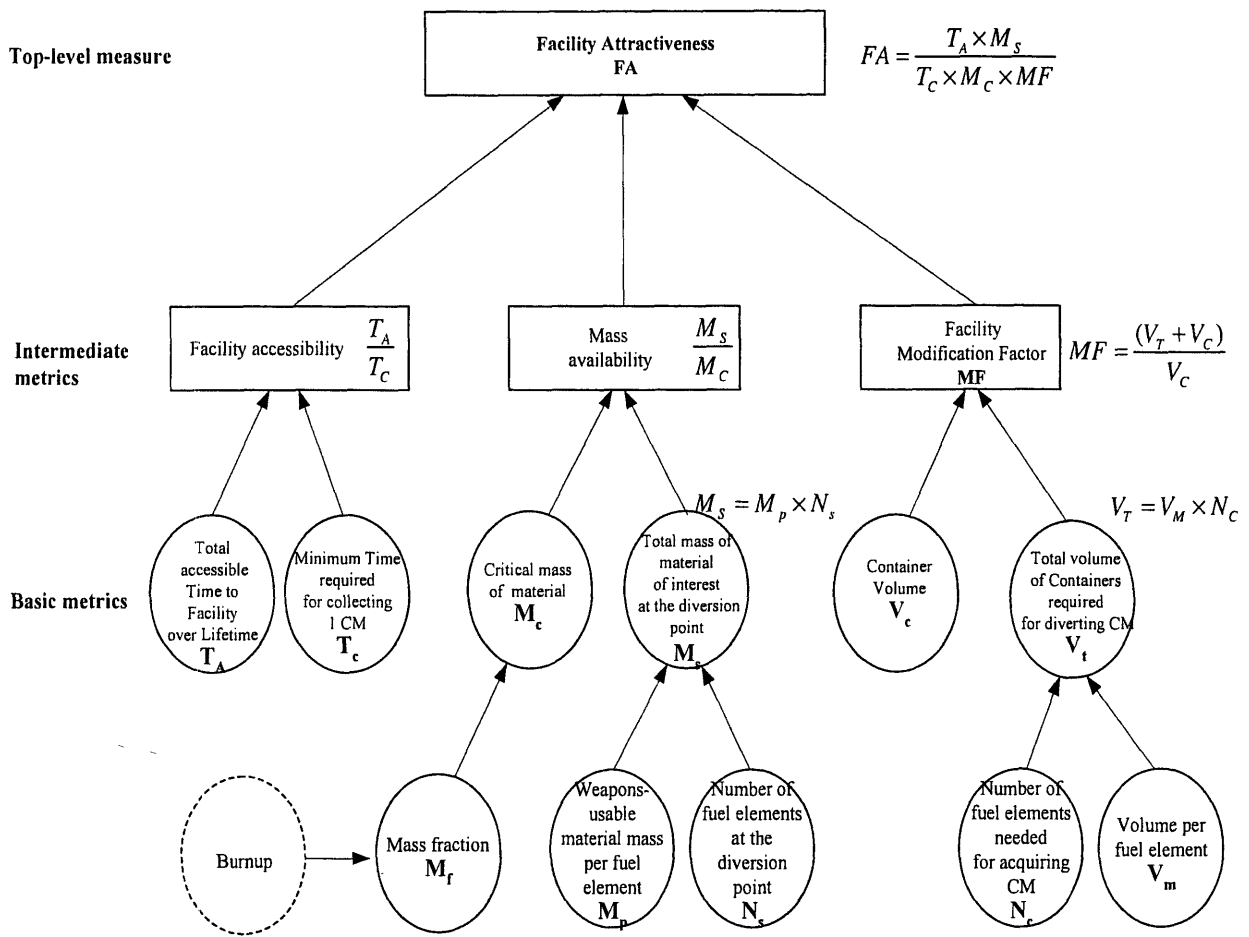 Top-level measure
Facility Attractiveness
FA
FA = \frac{T_A × M_S}{T_C × M_C × MF}
Intermediate
metrics
Facility accessibility \frac{T_A}{T_C}
Mass
availability
\frac{M_S}{M_C}
Facility
Modification Factor
MF
MF = \frac{(V_T + V_C)}{V_C}
M_S = M_p × N_s
V_T = V_M × N_C
Basic metrics
Total
accessible
Time to
Facility
over Lifetime
T_A
Minimum Time
required
for collecting
1 CM
T_c
Critical mass
of material
M_c
Total mass of
material
of interest
at the diversion
point
M_s
Container
Volume
V_c
Total volume
of Containers
required
for diverting CM
V_t
Burnup
Mass fraction
M_f
Weapons-
usable
material mass
per fuel
element
M_p
Number of
fuel elements
at the
diversion
point
N_s
Number of
fuel elements
needed
for acquiring
CM
N_c
Volume per
fuel element
V_m